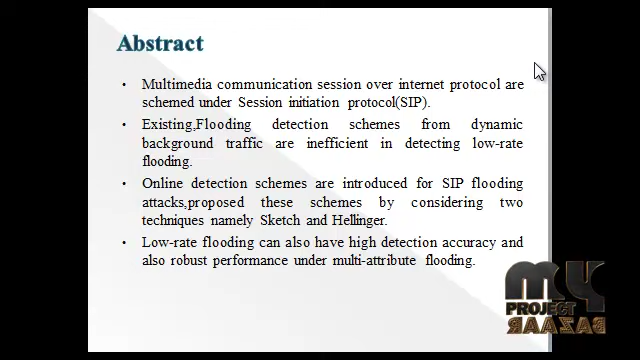 Abstract
• Multimedia communication session over internet protocol are
schemed under Session initiation protocol(SIP).
• Existing,Flooding detection schemes from dynamic
background traffic are inefficient in detecting low-rate
flooding.
• Online detection schemes are introduced for SIP flooding
attacks,proposed these schemes by considering two
techniques namely Sketch and Hellinger.
• Low-rate flooding can also have high detection accuracy and
also robust performance under multi-attribute flooding.
MY
PROJECT
BAZAAR